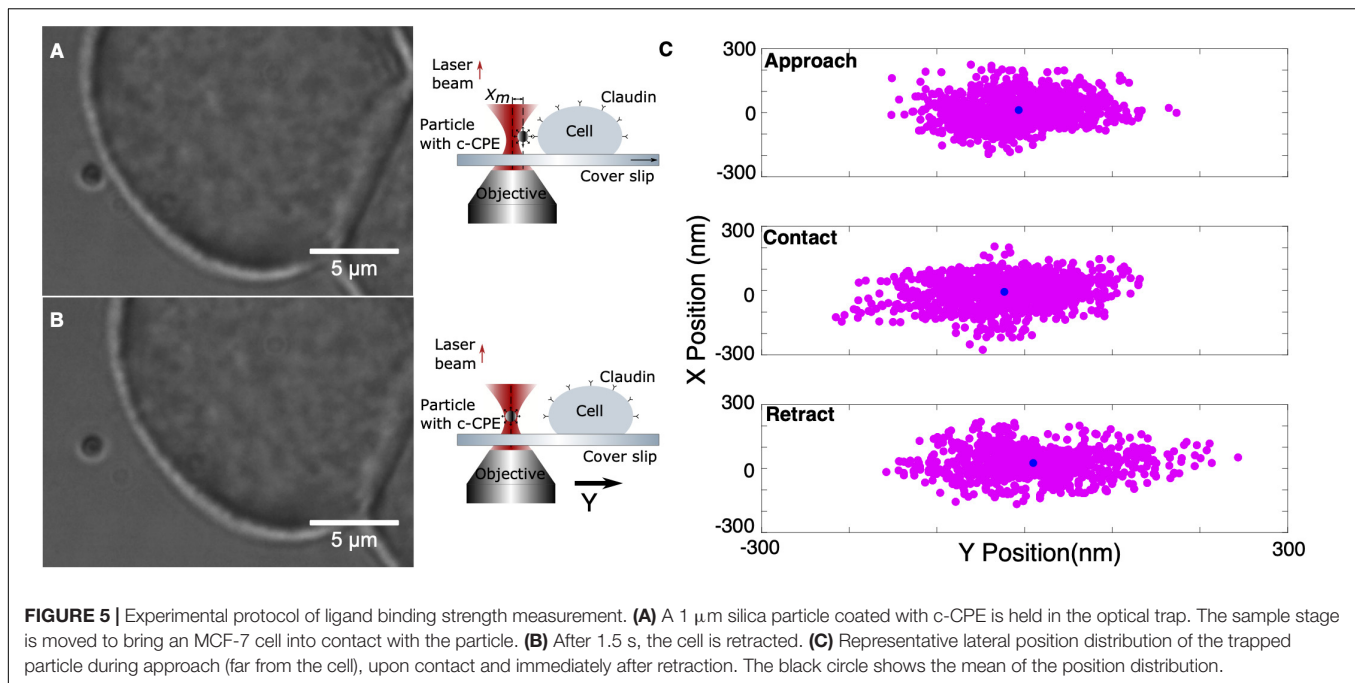 A
5 μm
Laser
beam
Xm
Claudin
Particle
with c-CPE
Cell
Cover slip
Objective
B
5 μm
Laser
beam
Claudin
Particle
with c-CPE
Cell
Cover slip
Objective
Y
C
X Position (nm)
300
Approach
0
-300
300
Contact
0
-300
300
Retract
0
-300
-300
300
Y Position(nm)
FIGURE 5 | Experimental protocol of ligand binding strength measurement. (A) A 1 μm silica particle coated with c-CPE is held in the optical trap. The sample stage
is moved to bring an MCF-7 cell into contact with the particle. (B) After 1.5 s, the cell is retracted. (C) Representative lateral position distribution of the trapped
particle during approach (far from the cell), upon contact and immediately after retraction. The black circle shows the mean of the position distribution.